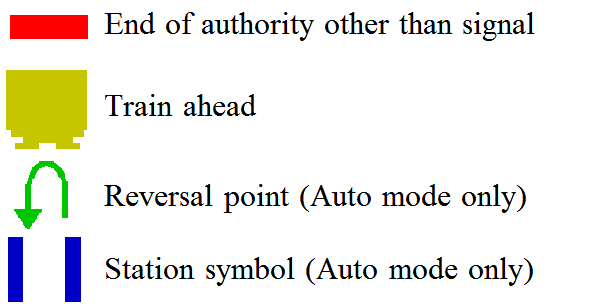 End of authority other than signal
Train ahead
Reversal point (Auto mode only)
Station symbol (Auto mode only)